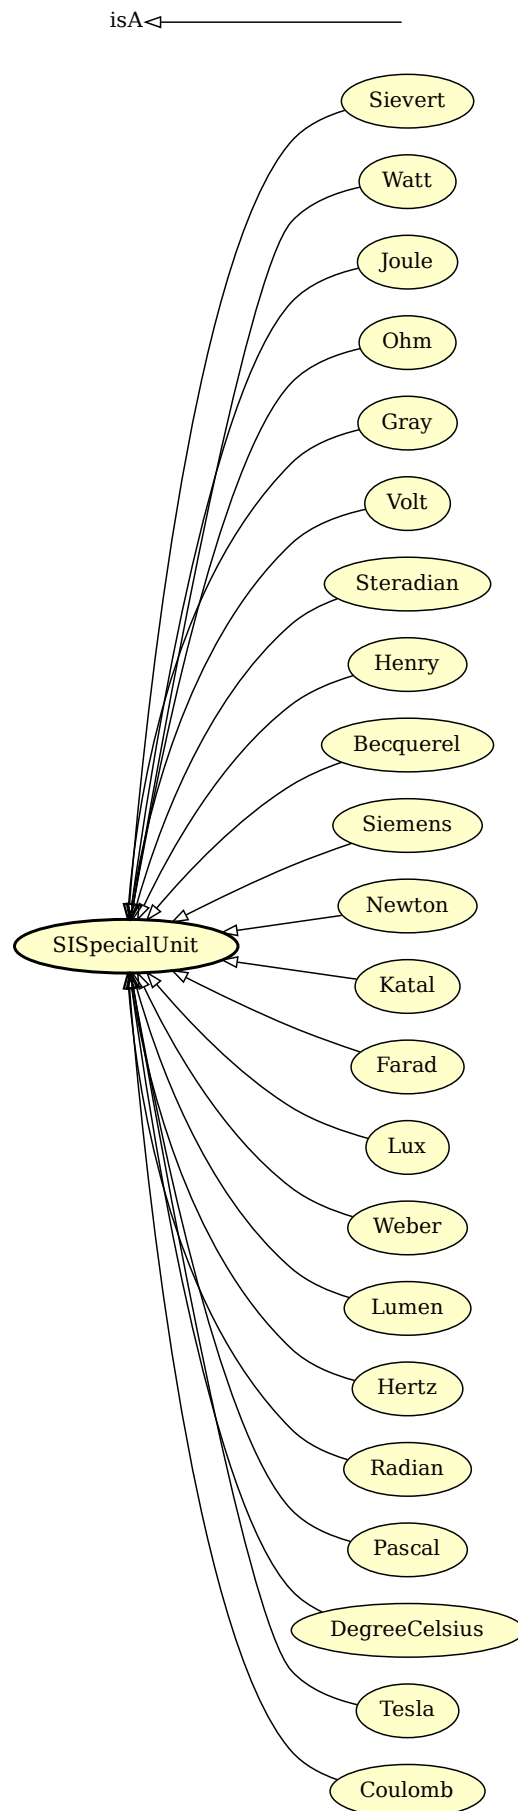 isA
Sievert
Watt
Joule
Ohm
Gray
Volt
Steradian
Henry
Becquerel
Siemens
Newton
SISpecialUnit
Katal
Farad
Lux
Weber
Lumen
Hertz
Radian
Pascal
DegreeCelsius
Tesla
Coulomb